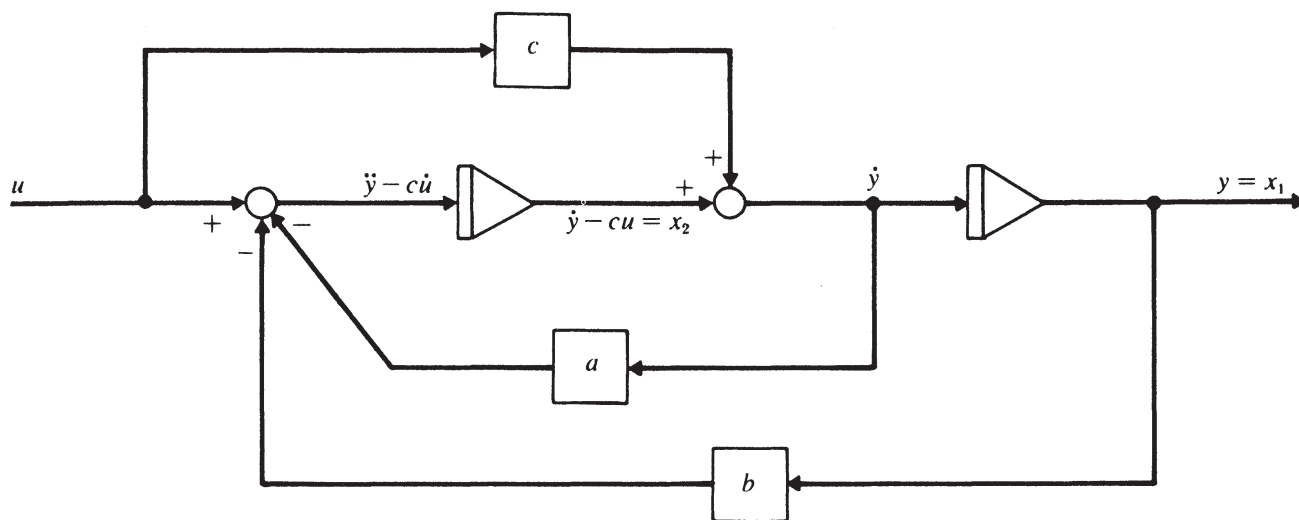 c
+
u
ÿ − cu̇
+
ẏ
y = x₁
+
−
ẏ − cu = x₂
−
a
b